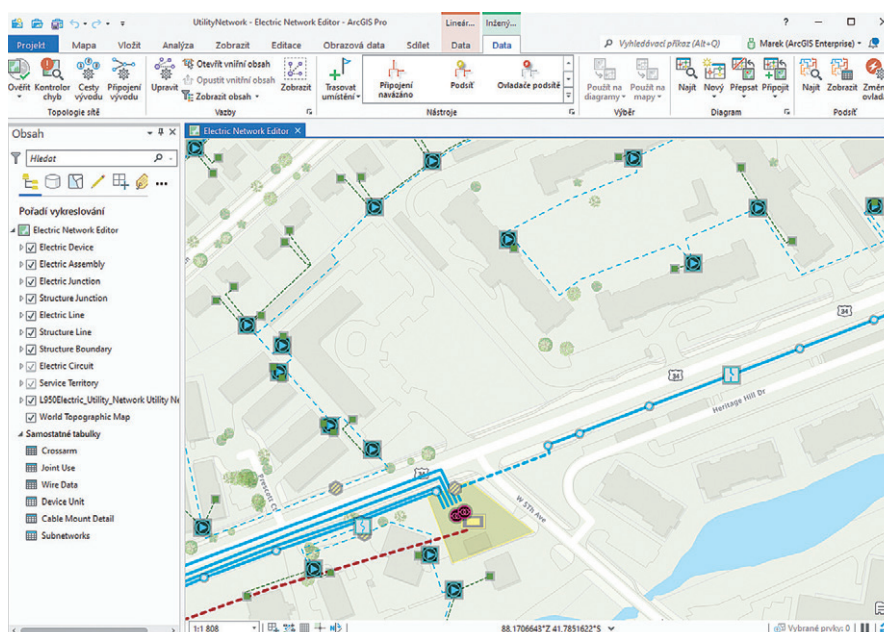 UtilityNetwork - Electric Network Editor - ArcGIS Pro
Lineár... Inžený...
?
Projekt Mapa Vložit Analýza Zobrazit Editace Obrazová data Sdílet Data Data
Vyhledávací příkaz (Alt+Q)
Marek (ArcGIS Enterprise)
Ověřit
Kontrolor chyb
Cesty vývodu
Připojení vývodu
Topologie sítě
Upravit
Otevřít vnitřní obsah
Opustit vnitřní obsah
Zobrazit obsah
Zobrazit
Vazby
Trasovat umístění
Připojení navázáno
Podsíť
Ovladače podsítě
Nástroje
Použít na diagramy
Použít na mapy
Výběr
Najít
Nový
Přepsat
Připojit
Diagram
Najít
Zobrazit
Podsíť
Obsah
Hledat
Pořadí vykreslování
Electric Network Editor
Electric Device
Electric Assembly
Electric Junction
Structure Junction
Electric Line
Structure Line
Structure Boundary
Electric Circuit
Service Territory
L950Electric_Utility_Network Utility Ne
World Topographic Map
Samostatné tabulky
Crossarm
Joint Use
Wire Data
Device Unit
Cable Mount Detail
Subnetworks
Electric Network Editor
34
34
Heritage Hill Dr
Prescott Ct
W 5Th Ave
1:1 808
88.1706643°Z 41.7851622°S
Vybrané prvky: 0